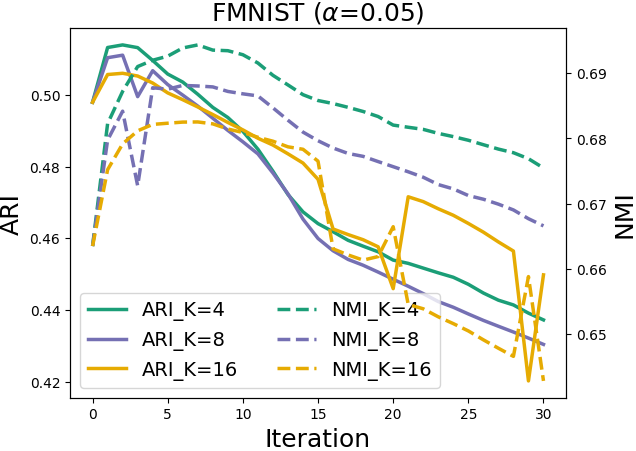 FMNIST (α=0.05)
ARI
NMI
0.50
0.48
0.46
0.44
0.42
0.69
0.68
0.67
0.66
0.65
ARI_K=4 NMI_K=4
ARI_K=8 NMI_K=8
ARI_K=16 NMI_K=16
0 5 10 15 20 25 30
Iteration